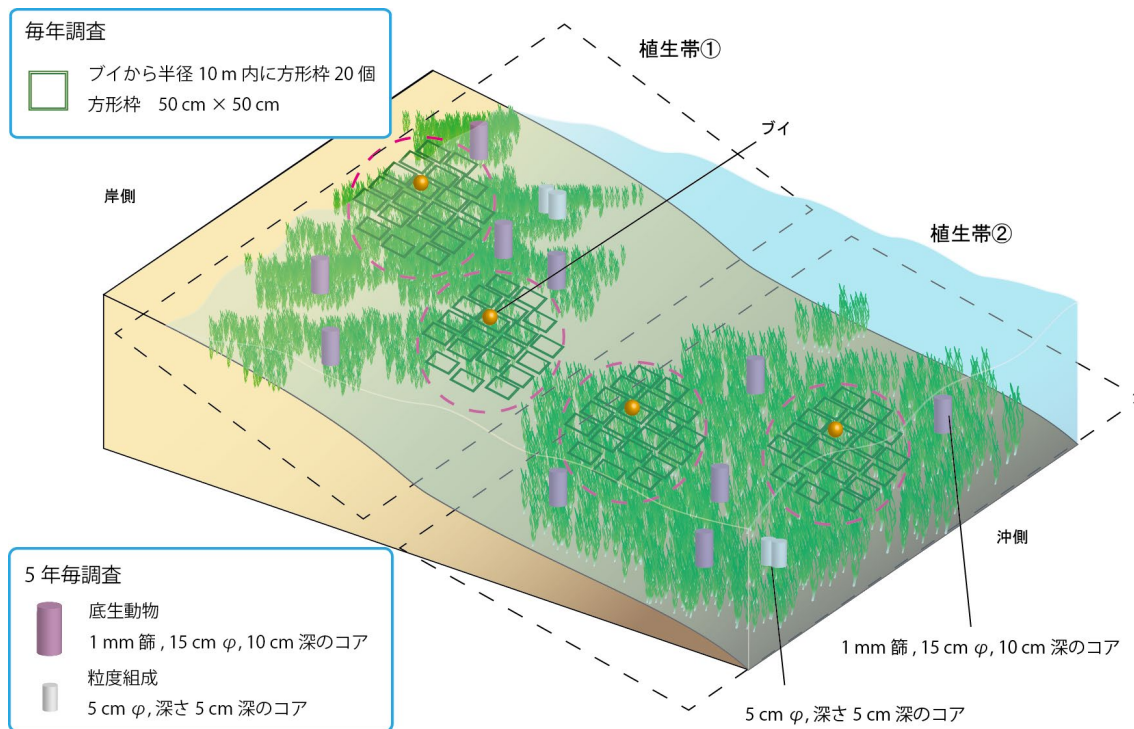 毎年調査
ブイから半径 10 m 内に方形枠 20 個
方形枠 50 cm × 50 cm
植生帯①
ブイ
岸側
植生帯②
沖側
5 年毎調査
底生動物
1 mm 篩 , 15 cm φ, 10 cm 深のコア
粒度組成
5 cm φ, 深さ 5 cm 深のコア
1 mm 篩 , 15 cm φ, 10 cm 深のコア
5 cm φ, 深さ 5 cm 深のコア